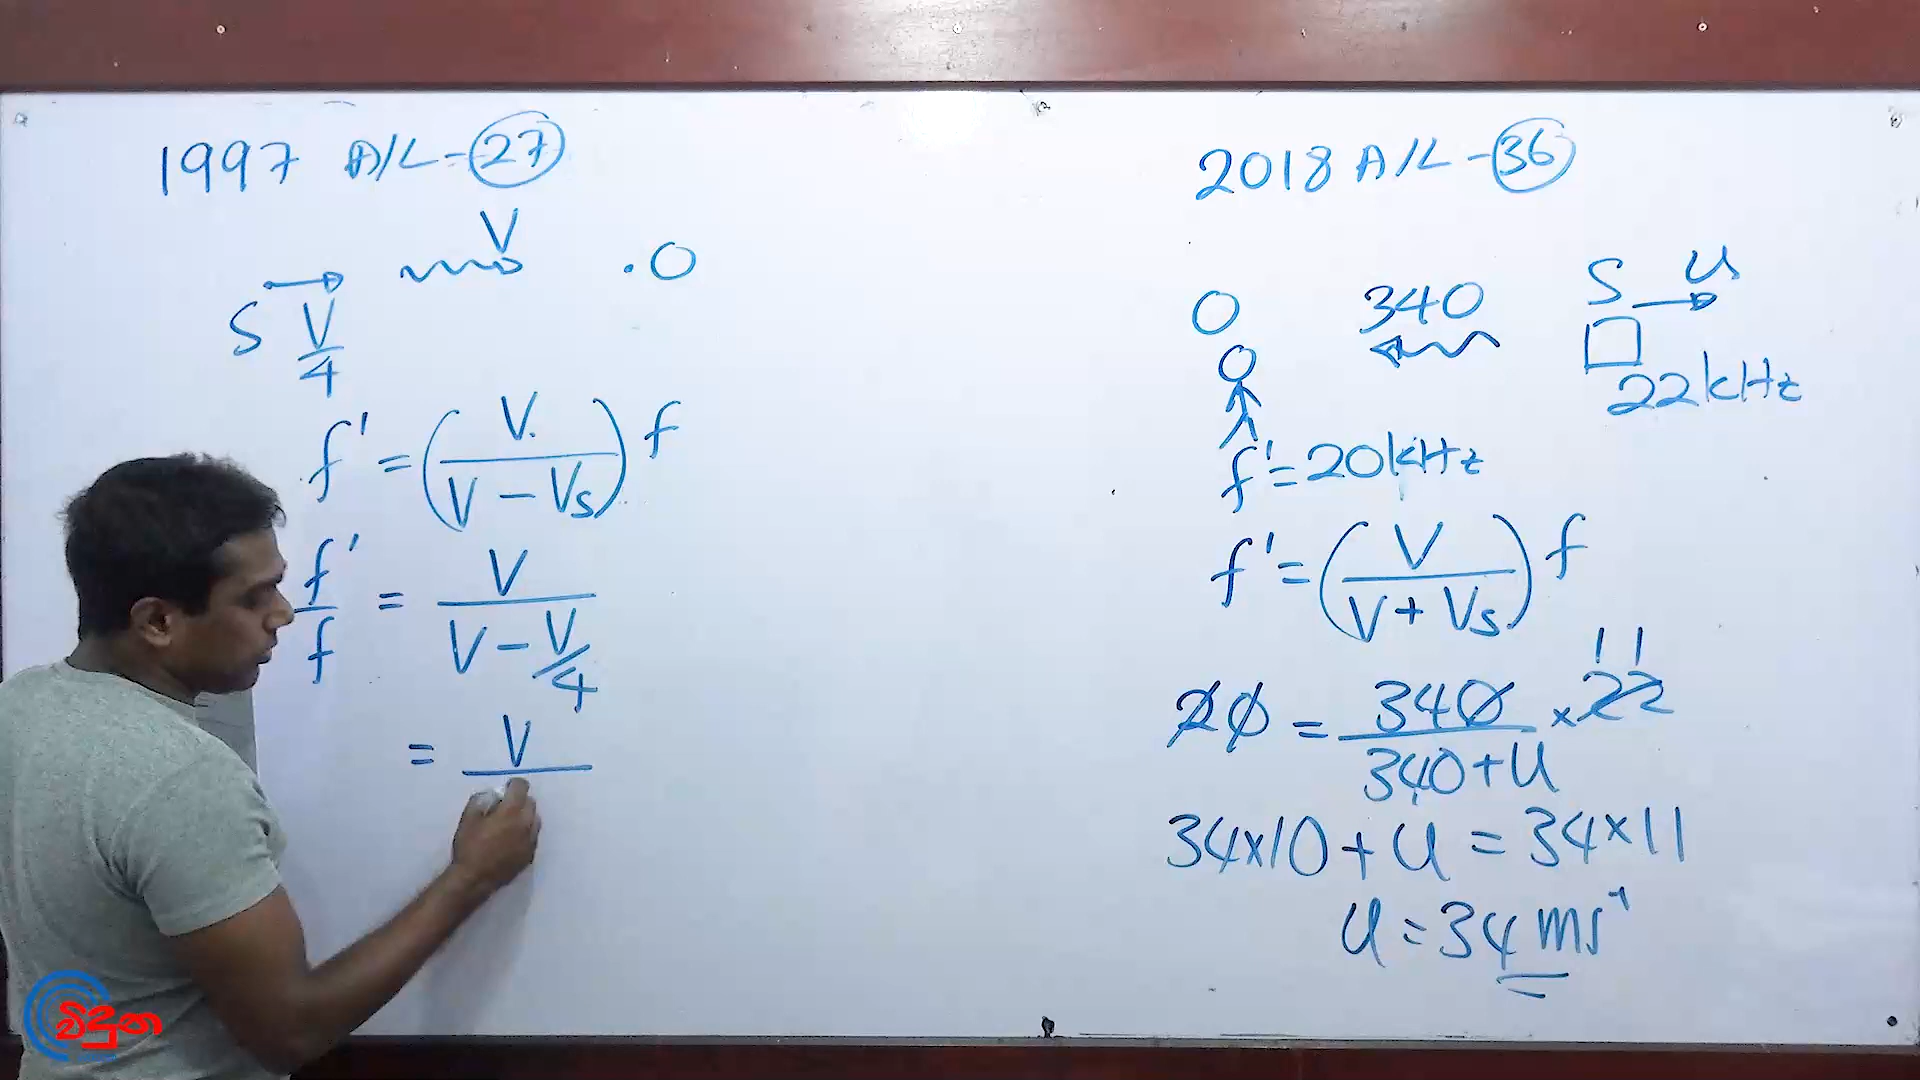 1997 A/L - 27
V
S V/4 . O
f' = (V / (V - Vs)) f
f'/f = V / (V - V/4)
= V
2018 A/L - 36
O 340 S u
22kHz
f' = 20kHz
f' = (V / (V + Vs)) f
11
20 = 340 / (340 + u) × 22
34×10 + u = 34×11
u = 34 ms⁻¹
විදුන